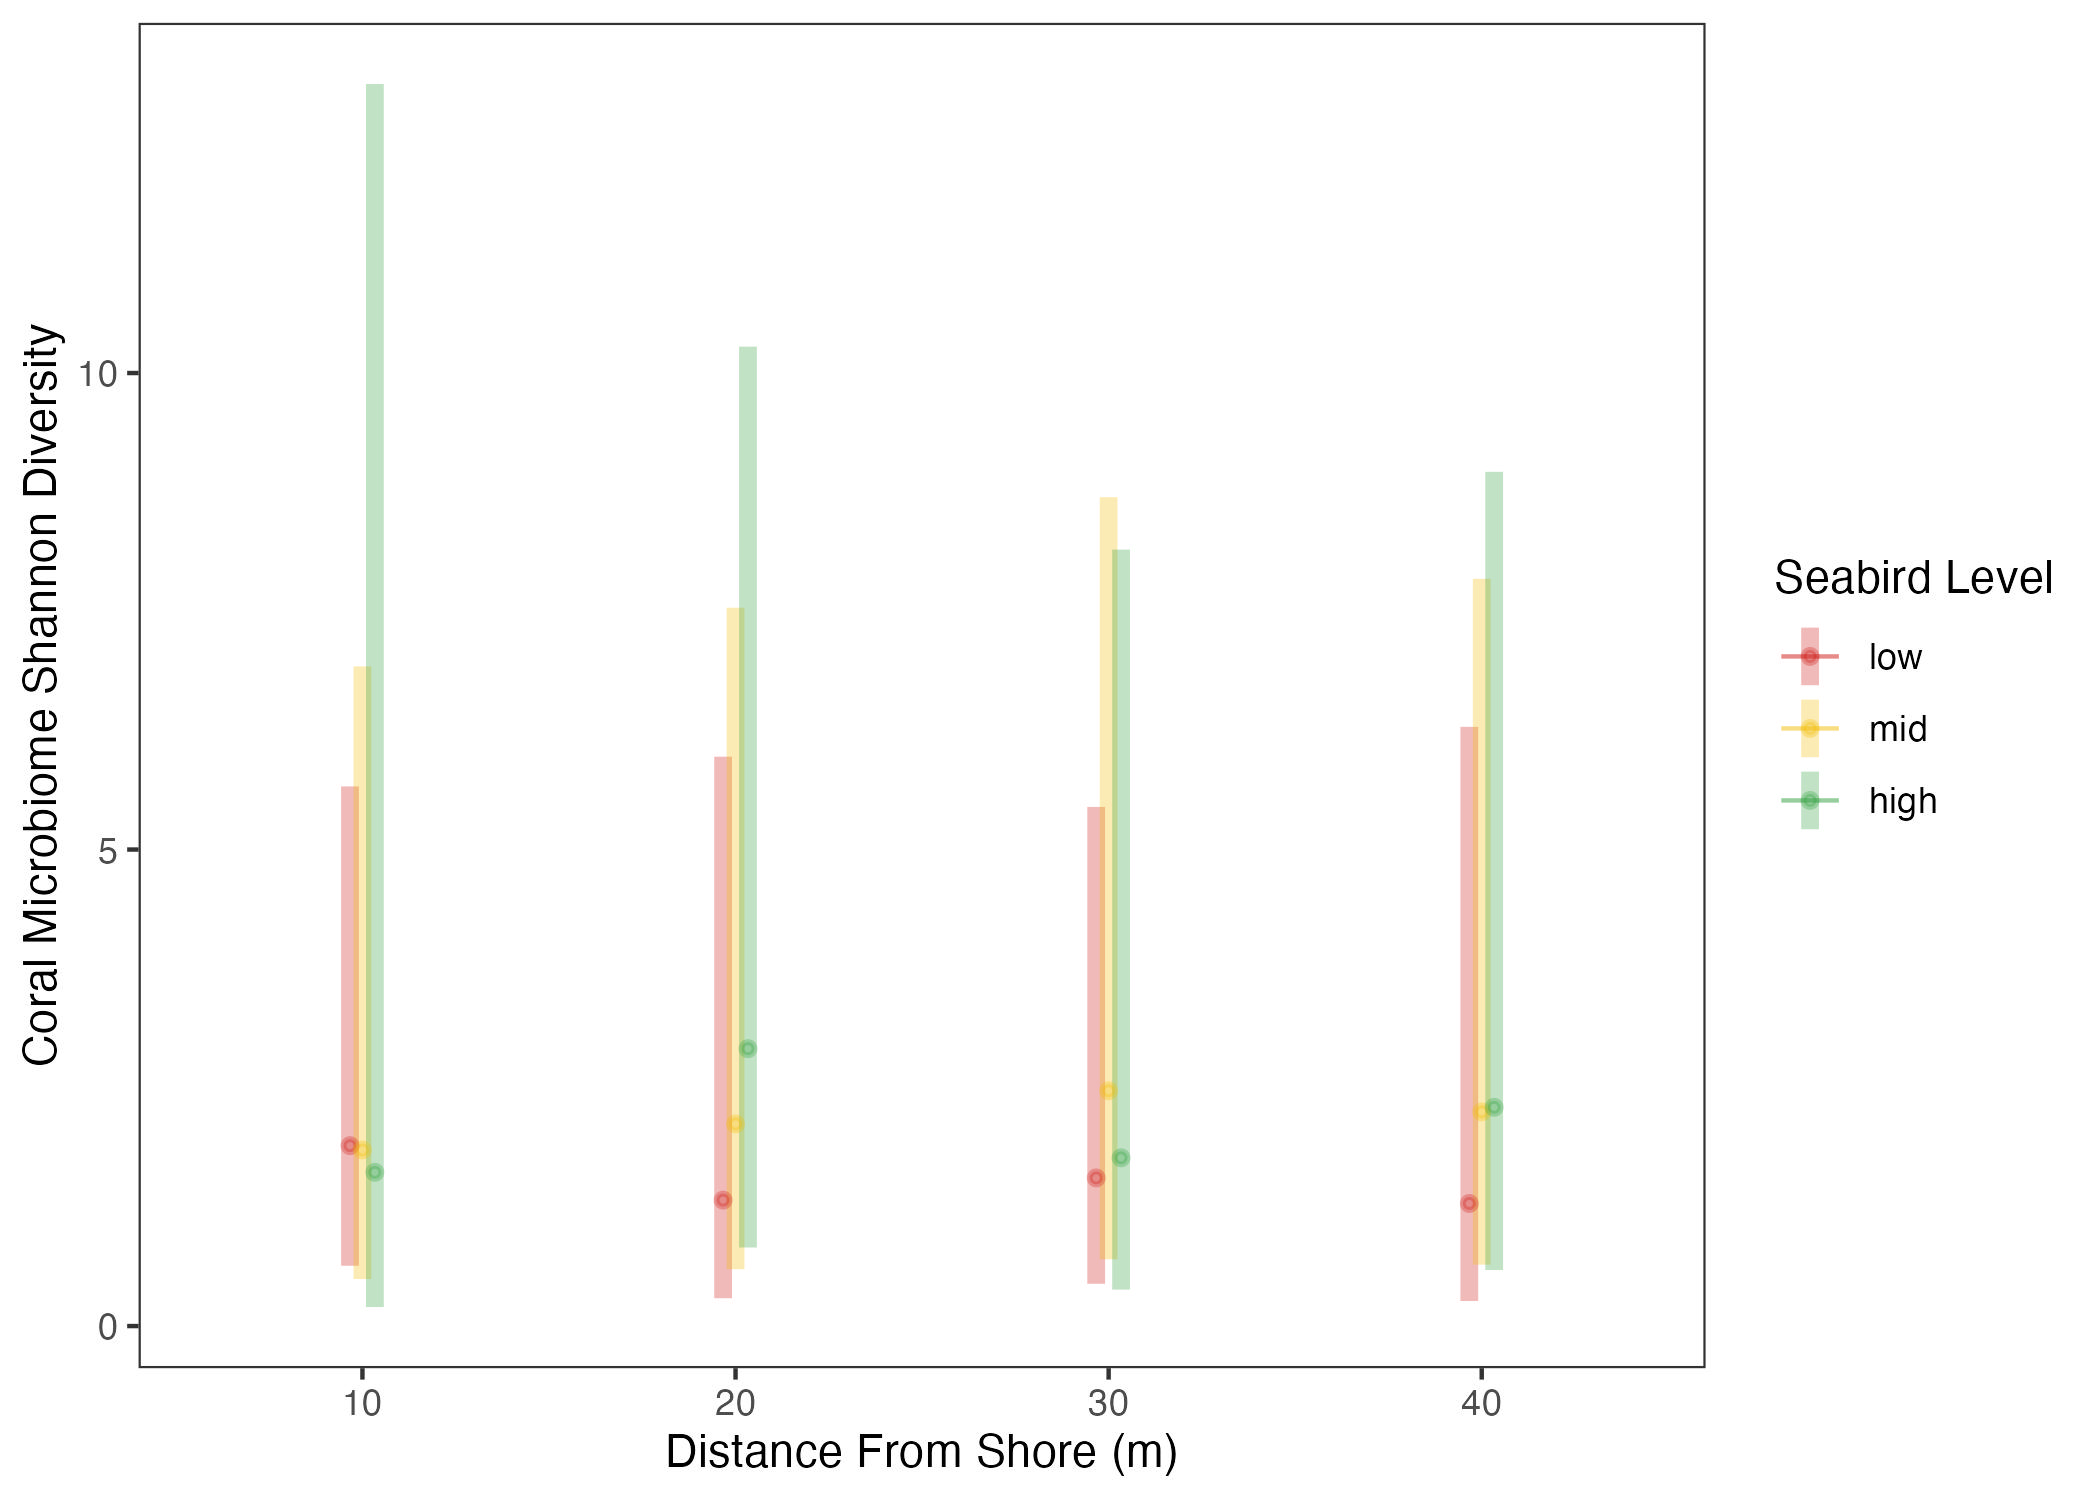 Coral Microbiome Shannon Diversity
10
5
0
10 20 30 40
Distance From Shore (m)
Seabird Level
low
mid
high